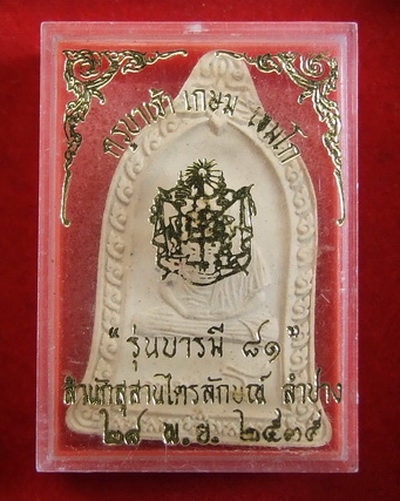 ครูบาเจ้า เกษม เขมโก
"รุ่นบารมี ๘๑"
สำนักสุสานไตรลักษณ์ ลำปาง
๒๘ พ.ย. ๒๕๓๕